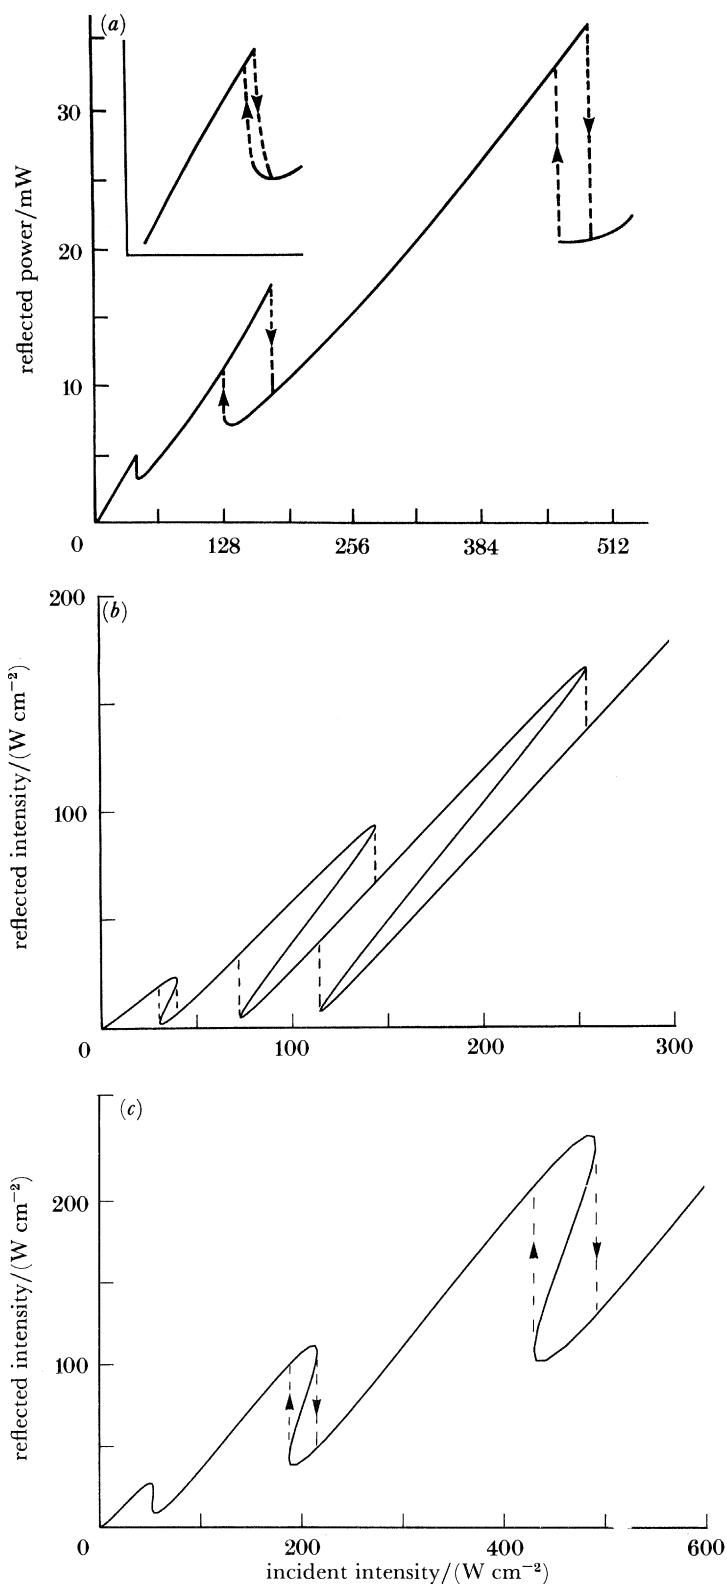 (a)
reflected power/mW
30
20
10
0
128
256
384
512
(b)
reflected intensity/(W cm⁻²)
200
100
0
100
200
300
(c)
reflected intensity/(W cm⁻²)
200
100
0
200
400
600
incident intensity/(W cm⁻²)